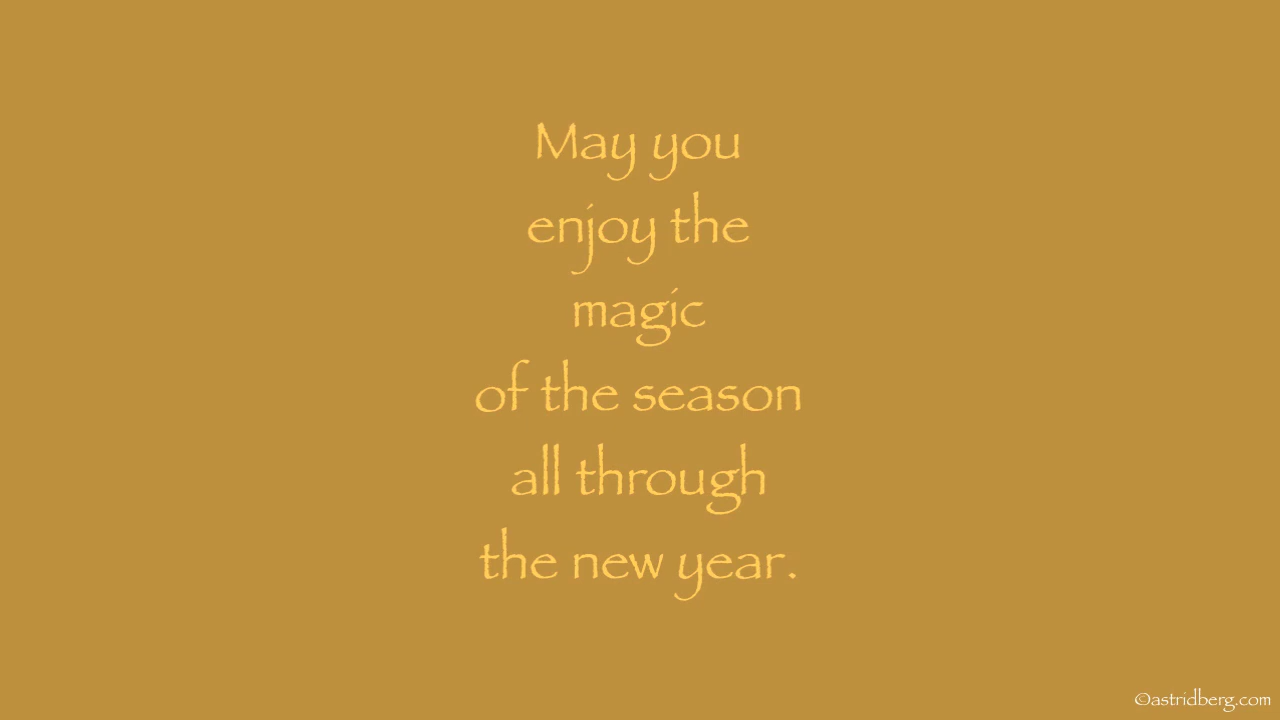 May you
enjoy the
magic
of the season
all through
the new year.
©astridberg.com